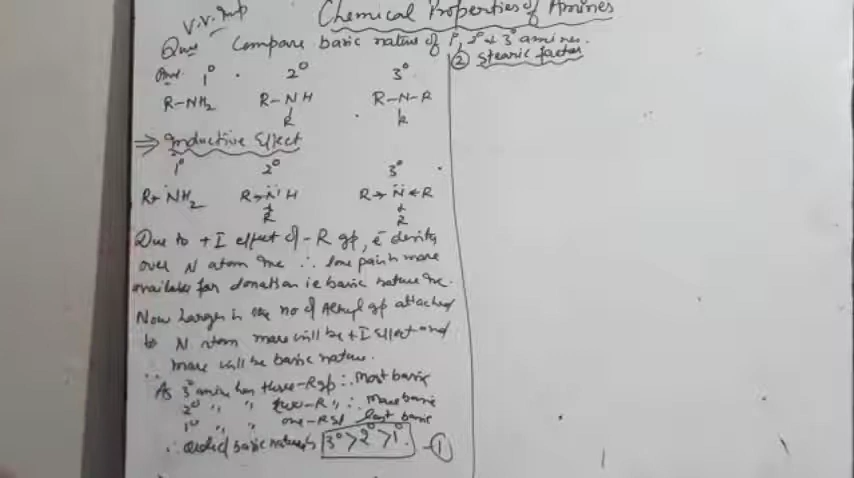 V.V. Imp
Chemical Properties of Amines
Ques Compare basic nature of 1°, 2° & 3° amines.
Ans. 1° 2° 3°
R-NH2 R-NH R-N-R
R R
⇒ Inductive Effect
1° 2° 3°
R→NH2 R→N H R→N←R
R R
Due to +I effect of -R gp, e⁻ density
over N atom ∴ lone pair is more
available for donation ie basic nature
Now larger is the no of Alkyl gp attached
to N atom more will be +I effect and
more will be basic nature.
∴ As 3° amine has three-R gp ∴ most basic
2° " " two-R " ∴ more basic
1° " " one-R gp least basic
∴ order of basic nature is 3°>2°>1° -①
② Stearic factor